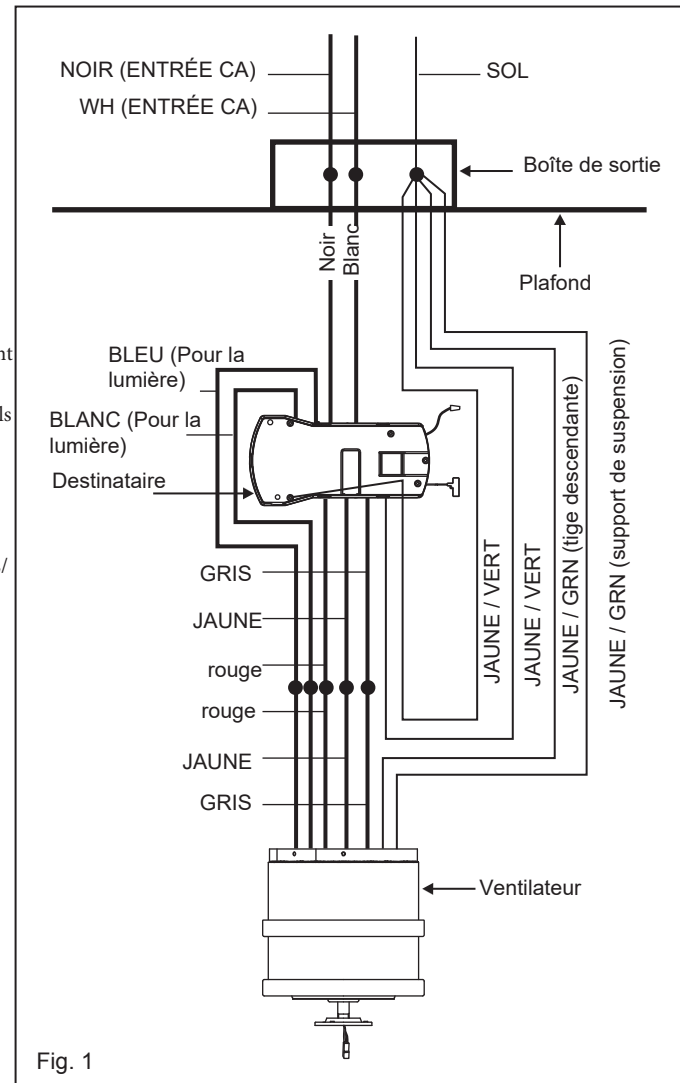 NOIR (ENTRÉE CA)
SOL
WH (ENTRÉE CA)
Boîte de sortie
Noir
Blanc
Plafond
nt
BLEU (Pour la
lumière)
ls
BLANC (Pour la
lumière)
Destinataire
/
GRIS
JAUNE
rouge
rouge
JAUNE
GRIS
JAUNE / VERT
JAUNE / VERT
JAUNE / GRN (tige descendante)
JAUNE / GRN (support de suspension)
Ventilateur
Fig. 1